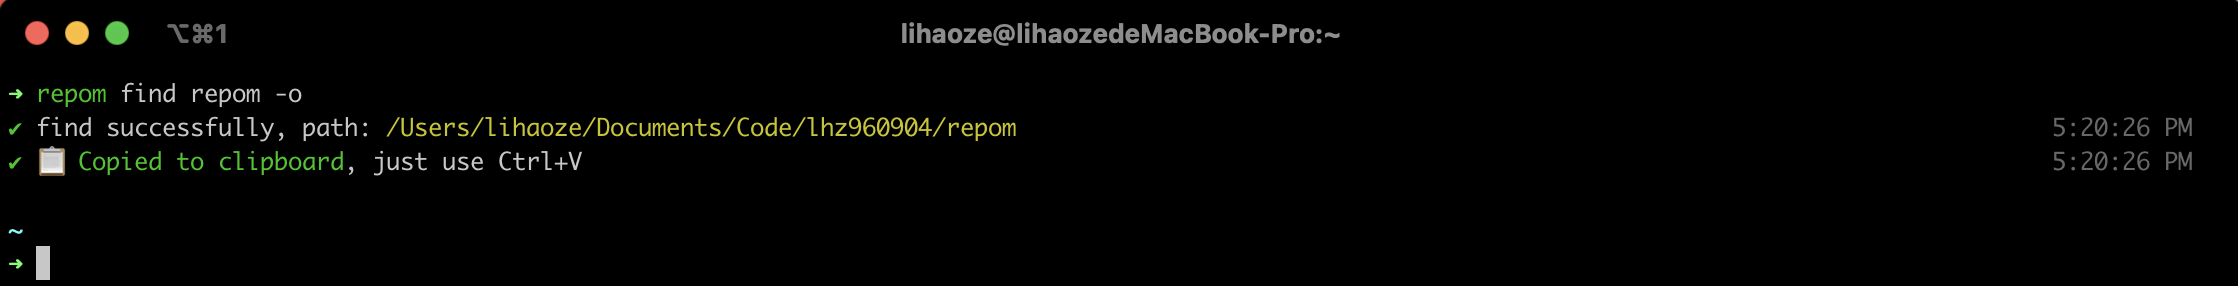 ⌥⌘1 lihaoze@lihaozedeMacBook-Pro:~
➜ repom find repom -o
✔ find successfully, path: /Users/lihaoze/Documents/Code/lhz960904/repom 5:20:26 PM
✔ 📋 Copied to clipboard, just use Ctrl+V 5:20:26 PM
~
➜